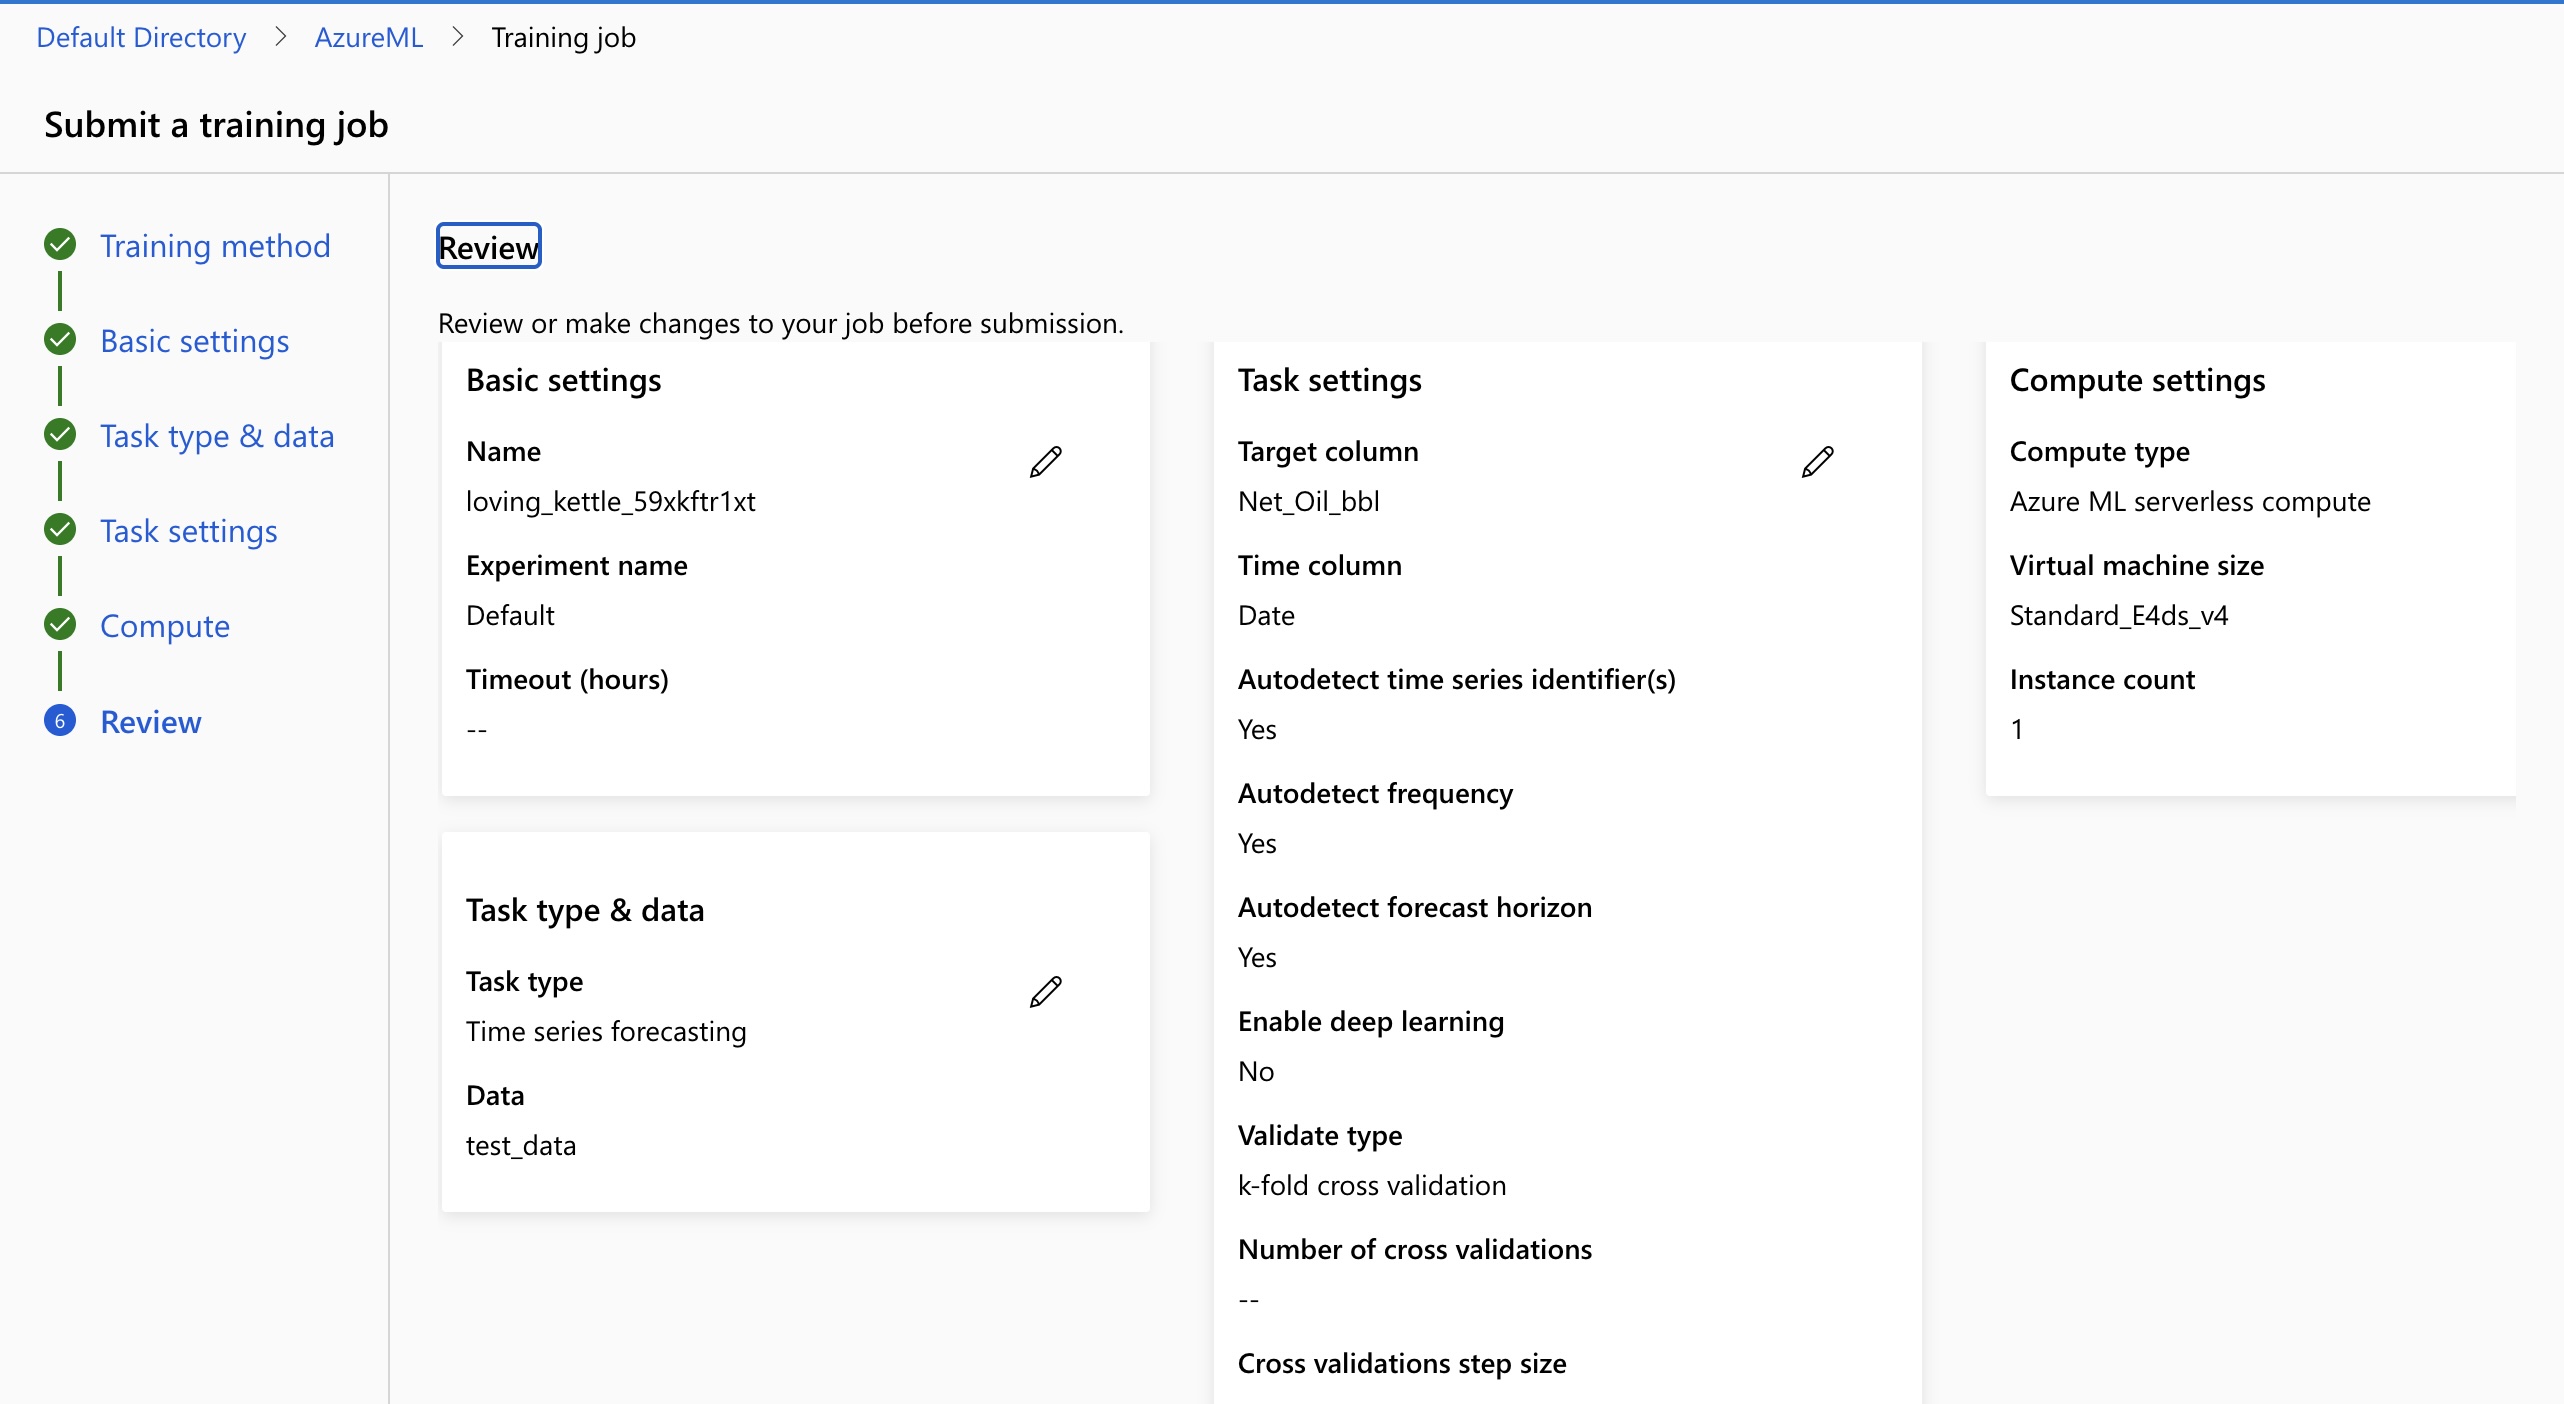 Default Directory > AzureML > Training job
Submit a training job
Training method
Basic settings
Task type & data
Task settings
Compute
6 Review
Review
Review or make changes to your job before submission.
Basic settings
Name
loving_kettle_59xkftr1xt
Experiment name
Default
Timeout (hours)
--
Task type & data
Task type
Time series forecasting
Data
test_data
Task settings
Target column
Net_Oil_bbl
Time column
Date
Autodetect time series identifier(s)
Yes
Autodetect frequency
Yes
Autodetect forecast horizon
Yes
Enable deep learning
No
Validate type
k-fold cross validation
Number of cross validations
--
Cross validations step size
Compute settings
Compute type
Azure ML serverless compute
Virtual machine size
Standard_E4ds_v4
Instance count
1